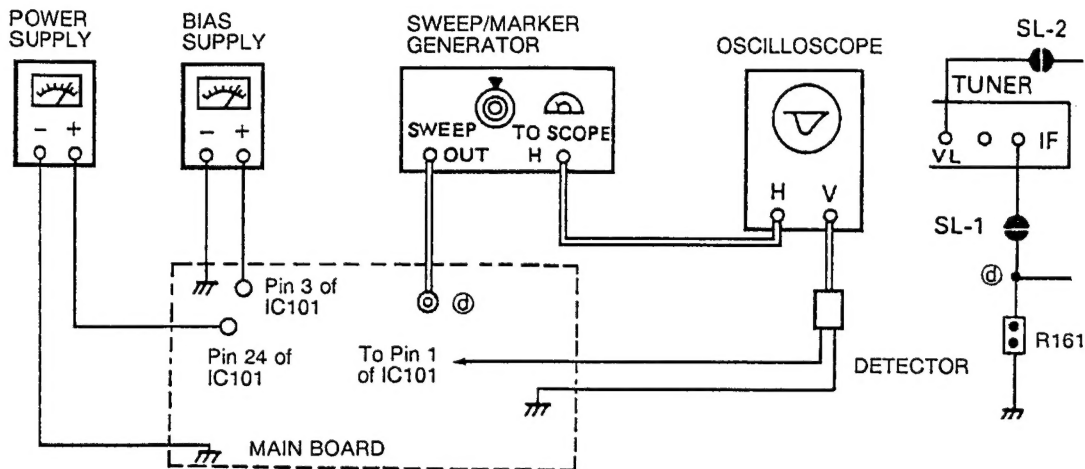 POWER
SUPPLY
- +
BIAS
SUPPLY
- +
SWEEP/MARKER
GENERATOR
SWEEP
OUT
TO SCOPE
H
OSCILLOSCOPE
H V
SL-2
TUNER
VL
IF
SL-1
ⓓ
R161
Pin 3 of
IC101
ⓓ
Pin 24 of
IC101
To Pin 1
of IC101
DETECTOR
MAIN BOARD